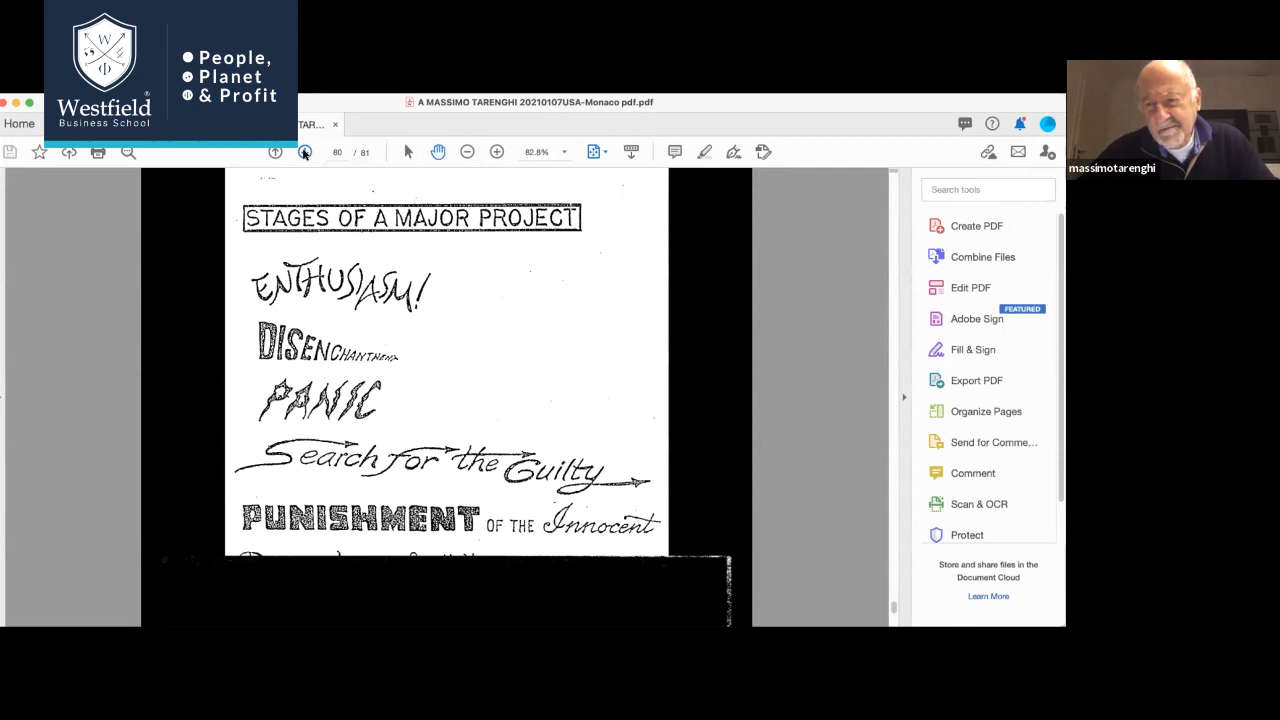 Westfield
Business School
People,
Planet
& Profit
A MASSIMO TARENGHI 20210107USA-Monaco pdf.pdf
Home
TAR...
80 / 81
82.8%
massimotarenghi
STAGES OF A MAJOR PROJECT
ENTHUSIASM!
DISENCHANTMENT
PANIC
Search for the Guilty
PUNISHMENT OF THE Innocent
Search tools
Create PDF
Combine Files
Edit PDF
FEATURED
Adobe Sign
Fill & Sign
Export PDF
Organize Pages
Send for Comme...
Comment
Scan & OCR
Protect
Store and share files in the
Document Cloud
Learn More